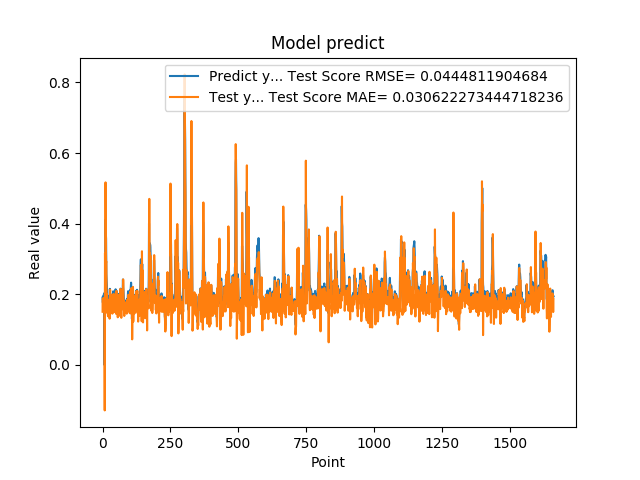 Model predict
Predict y... Test Score RMSE= 0.0444811904684
Test y... Test Score MAE= 0.030622273444718236
Real value
0.8
0.6
0.4
0.2
0.0
0 250 500 750 1000 1250 1500
Point